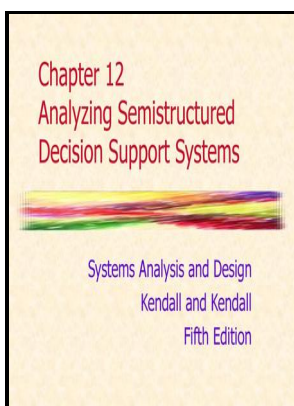 Chapter 12
Analyzing Semistructured
Decision Support Systems
Systems Analysis and Design
Kendall and Kendall
Fifth Edition